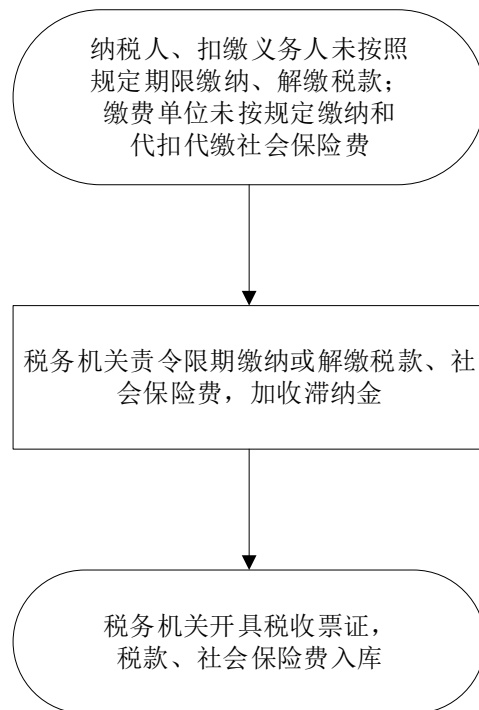 纳税人、扣缴义务人未按照
规定期限缴纳、解缴税款；
缴费单位未按规定缴纳和
代扣代缴社会保险费
税务机关责令限期缴纳或解缴税款、社
会保险费，加收滞纳金
税务机关开具税收票证，
税款、社会保险费入库